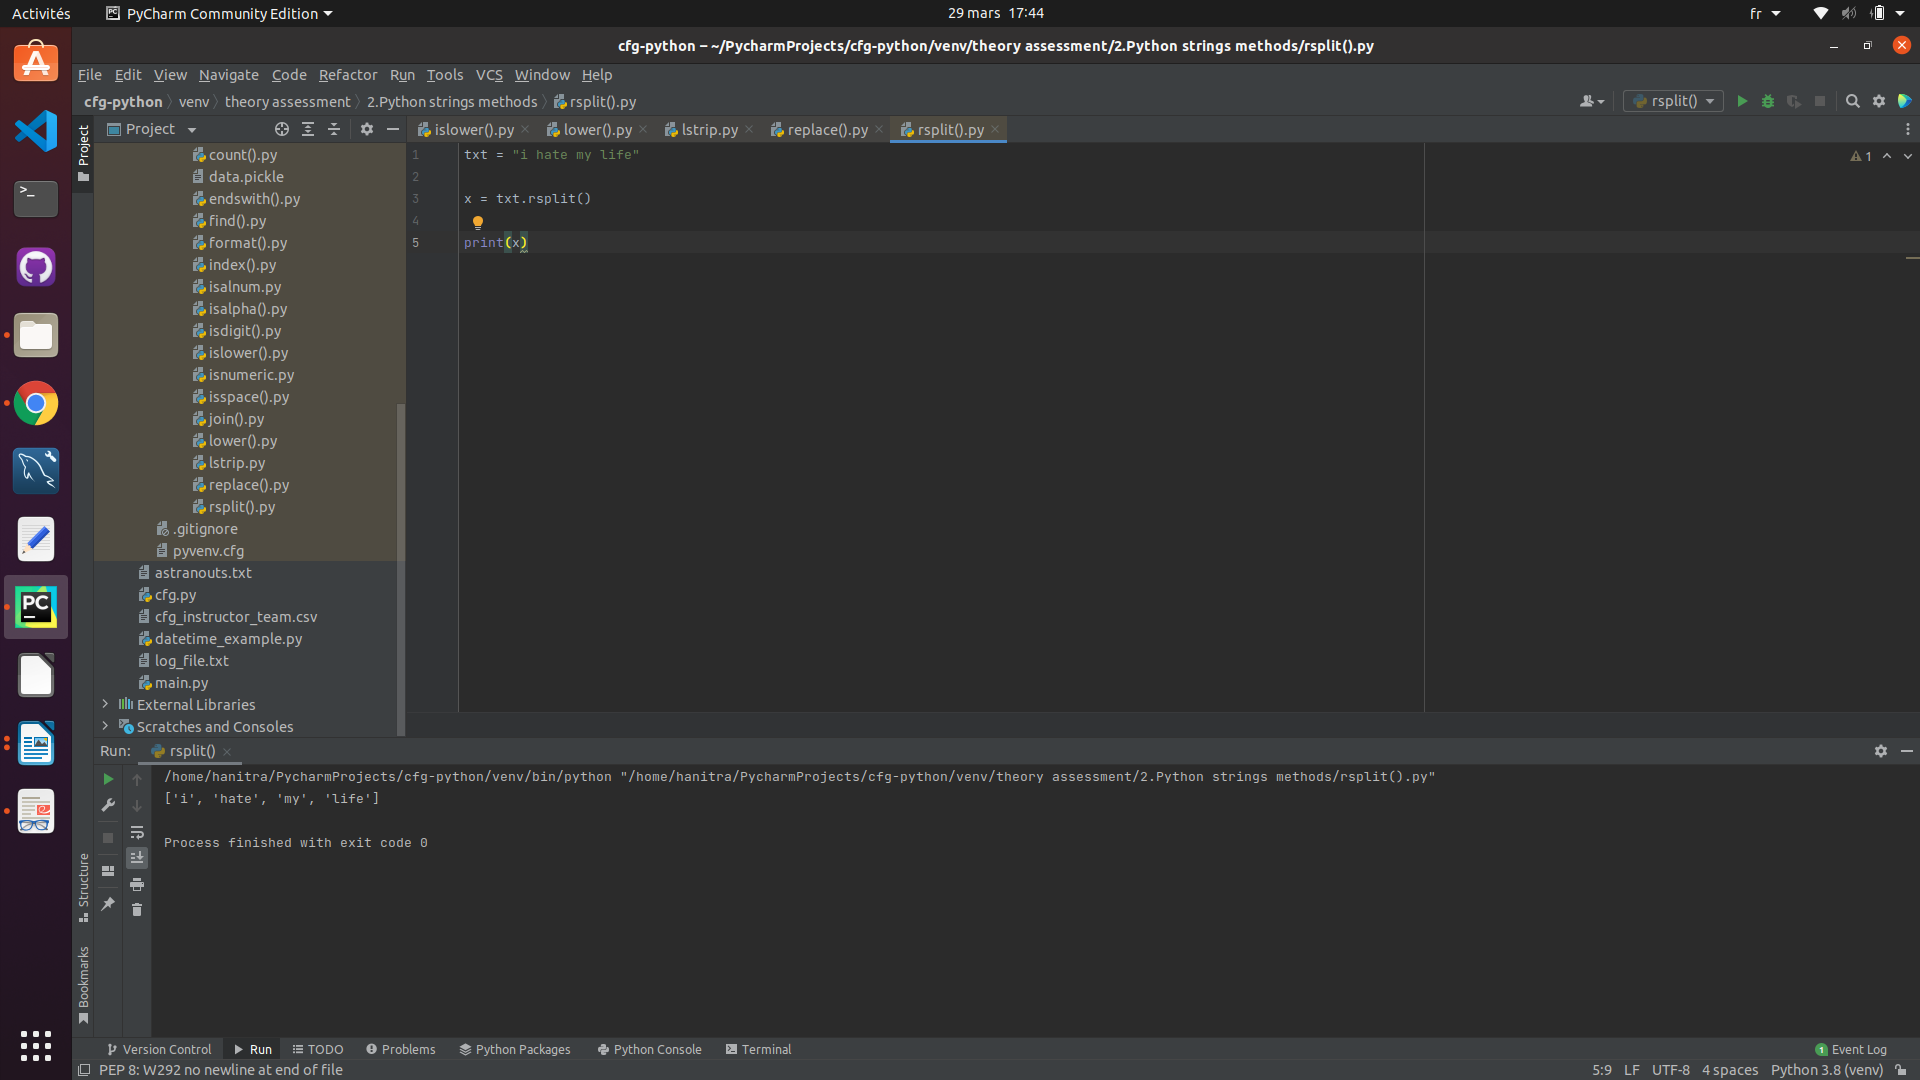 Activités
PyCharm Community Edition
29 mars 17:44
fr
cfg-python – ~/PycharmProjects/cfg-python/venv/theory assessment/2.Python strings methods/rsplit().py
File Edit View Navigate Code Refactor Run Tools VCS Window Help
cfg-python venv theory assessment 2.Python strings methods rsplit().py
rsplit()
Project
Project
islower().py lower().py lstrip.py replace().py rsplit().py
count().py
data.pickle
endswith().py
find().py
format().py
index().py
isalnum.py
isalpha().py
isdigit().py
islower().py
isnumeric.py
isspace().py
join().py
lower().py
lstrip.py
replace().py
rsplit().py
.gitignore
pyvenv.cfg
astranouts.txt
cfg.py
cfg_instructor_team.csv
datetime_example.py
log_file.txt
main.py
External Libraries
Scratches and Consoles
1 txt = "i hate my life"
2
3 x = txt.rsplit()
4
5 print(x)
1
PC
Run: rsplit()
/home/hanitra/PycharmProjects/cfg-python/venv/bin/python "/home/hanitra/PycharmProjects/cfg-python/venv/theory assessment/2.Python strings methods/rsplit().py"
['i', 'hate', 'my', 'life']
Process finished with exit code 0
Structure
Bookmarks
Version Control Run TODO Problems Python Packages Python Console Terminal
1 Event Log
PEP 8: W292 no newline at end of file
5:9 LF UTF-8 4 spaces Python 3.8 (venv)